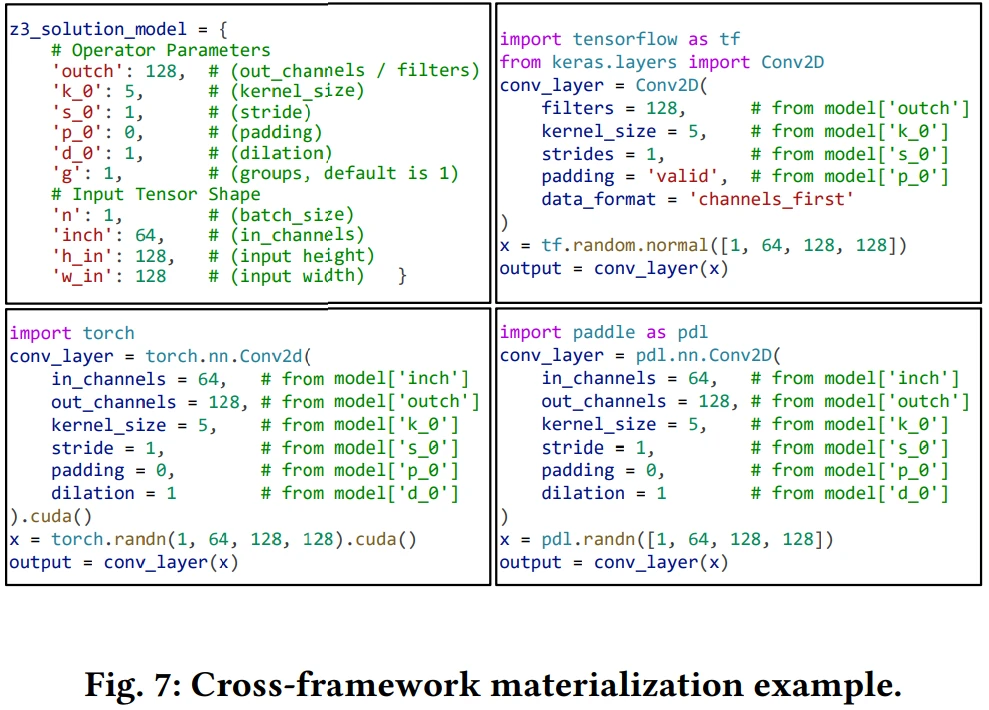 z3_solution_model = {
    # Operator Parameters
    'outch': 128,  # (out_channels / filters)
    'k_0': 5,      # (kernel_size)
    's_0': 1,      # (stride)
    'p_0': 0,      # (padding)
    'd_0': 1,      # (dilation)
    'g': 1,        # (groups, default is 1)
    # Input Tensor Shape
    'n': 1,        # (batch_size)
    'inch': 64,    # (in_channels)
    'h_in': 128,   # (input height)
    'w_in': 128    # (input width)   }
import tensorflow as tf
from keras.layers import Conv2D
conv_layer = Conv2D(
    filters = 128,      # from model['outch']
    kernel_size = 5,    # from model['k_0']
    strides = 1,        # from model['s_0']
    padding = 'valid',  # from model['p_0']
    data_format = 'channels_first'
)
x = tf.random.normal([1, 64, 128, 128])
output = conv_layer(x)
import torch
conv_layer = torch.nn.Conv2d(
    in_channels = 64,   # from model['inch']
    out_channels = 128, # from model['outch']
    kernel_size = 5,    # from model['k_0']
    stride = 1,         # from model['s_0']
    padding = 0,        # from model['p_0']
    dilation = 1        # from model['d_0']
).cuda()
x = torch.randn(1, 64, 128, 128).cuda()
output = conv_layer(x)
import paddle as pdl
conv_layer = pdl.nn.Conv2D(
    in_channels = 64,   # from model['inch']
    out_channels = 128, # from model['outch']
    kernel_size = 5,    # from model['k_0']
    stride = 1,         # from model['s_0']
    padding = 0,        # from model['p_0']
    dilation = 1        # from model['d_0']
)
x = pdl.randn([1, 64, 128, 128])
output = conv_layer(x)
Fig. 7: Cross-framework materialization example.